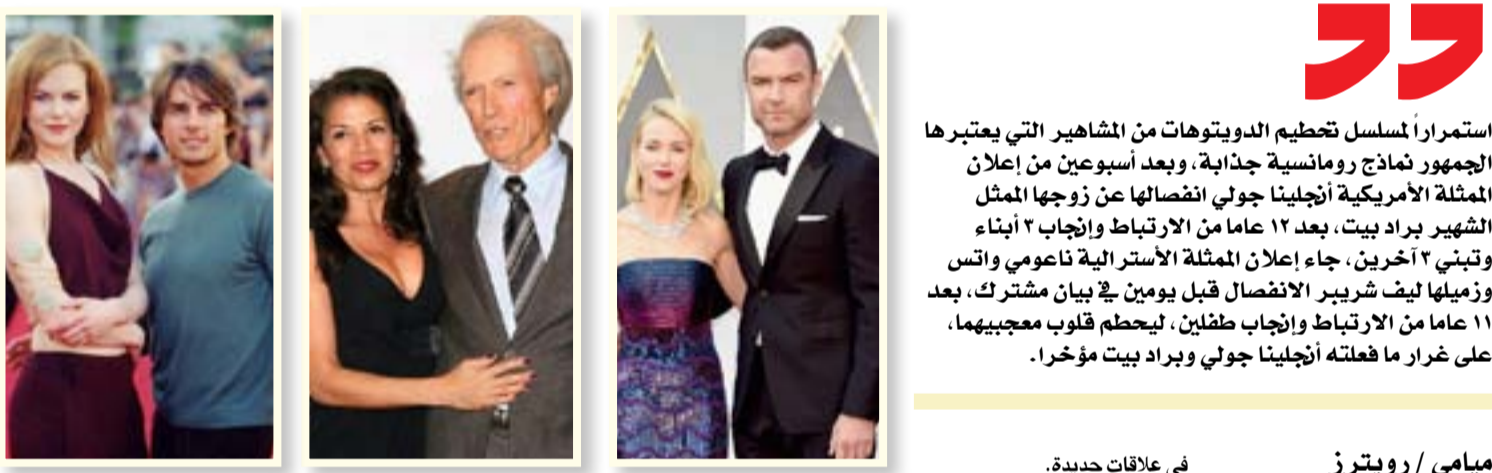 استمراراً لمسلسل تحطيم الدويتوهات من المشاهير التي يعتبرها
الجمهور نماذج رومانسية جذابة، وبعد أسبوعين من إعلان
الممثلة الأمريكية أنجلينا جولي انفصالها عن زوجها الممثل
الشهير براد بيت، بعد ١٢ عاما من الارتباط وإنجاب ٣ أبناء
وتبني ٣ آخرين، جاء إعلان الممثلة الأسترالية ناعومي واتس
وزميلها ليف شريبر الانفصال قبل يومين في بيان مشترك، بعد
١١ عاما من الارتباط وإنجاب طفلين، ليحطم قلوب معجبيهما،
على غرار ما فعلته أنجلينا جولي وبراد بيت مؤخرا.
ميامي / رويترز
في علاقات جديدة.